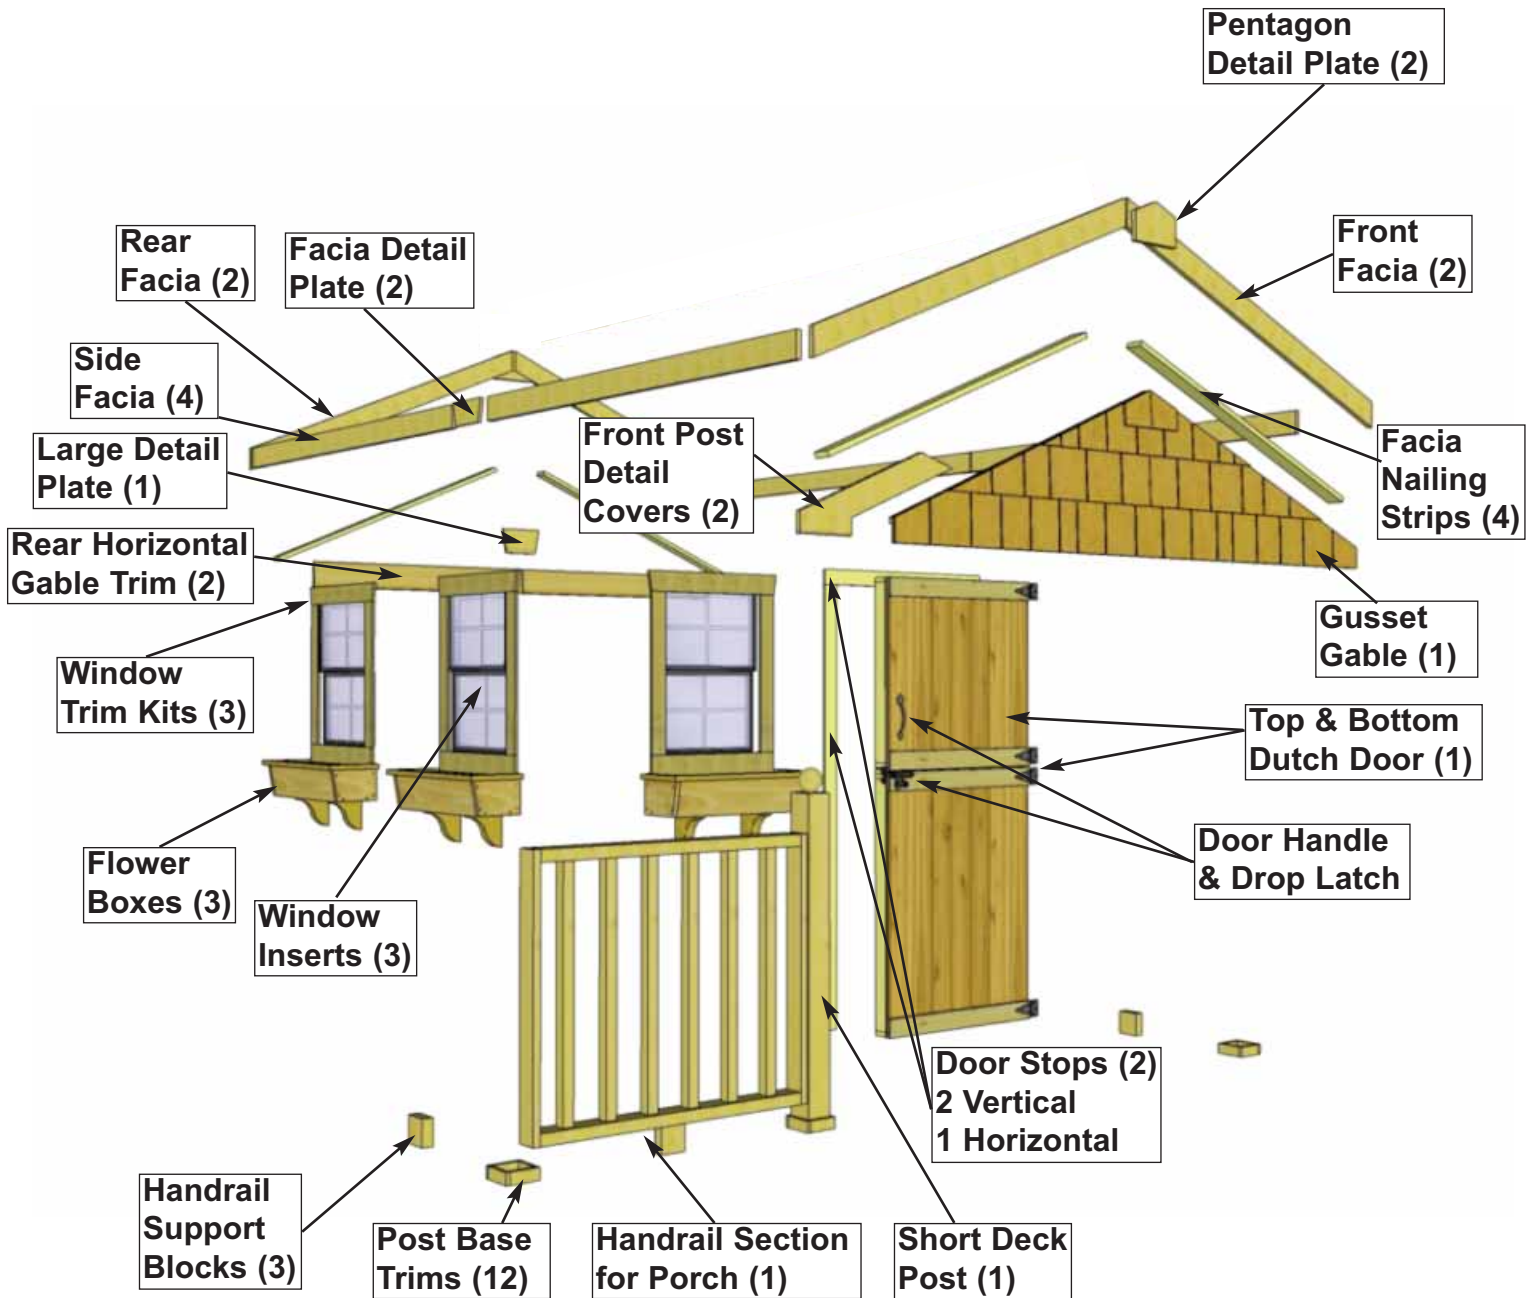 Pentagon
Detail Plate (2)
Rear
Facia (2)
Facia Detail
Plate (2)
Front
Facia (2)
Side
Facia (4)
Large Detail
Plate (1)
Front Post
Detail
Covers (2)
Facia
Nailing
Strips (4)
Rear Horizontal
Gable Trim (2)
Gusset
Gable (1)
Window
Trim Kits (3)
Top & Bottom
Dutch Door (1)
Door Handle
& Drop Latch
Flower
Boxes (3)
Window
Inserts (3)
Door Stops (2)
2 Vertical
1 Horizontal
Handrail
Support
Blocks (3)
Post Base
Trims (12)
Handrail Section
for Porch (1)
Short Deck
Post (1)